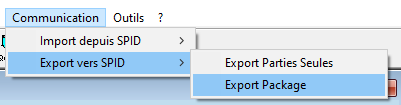 Communication Outils ?
Import depuis SPID >
Export vers SPID >
Export Parties Seules
Export Package